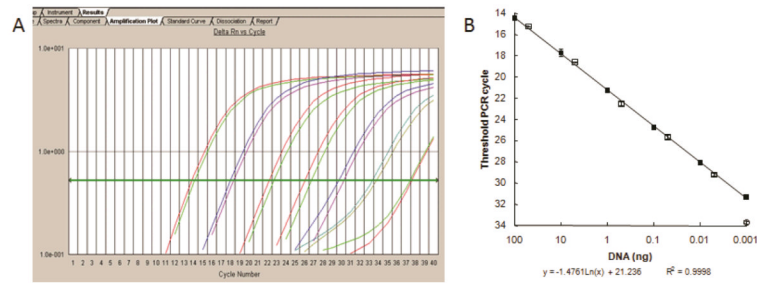 A
Instrument Results
Spectra Component Amplification Plot Standard Curve Dissociation Report
Delta Rn vs Cycle
1.0e+001
1.0e+000
1.0e-001
1 2 3 4 5 6 7 8 9 10 11 12 13 14 15 16 17 18 19 20 21 22 23 24 25 26 27 28 29 30 31 32 33 34 35 36 37 38 39 40
Cycle Number
B
Threshold PCR cycle
14
16
18
20
22
24
26
28
30
32
34
100 10 1 0.1 0.01 0.001
DNA (ng)
y = -1.4761Ln(x) + 21.236 R² = 0.9998